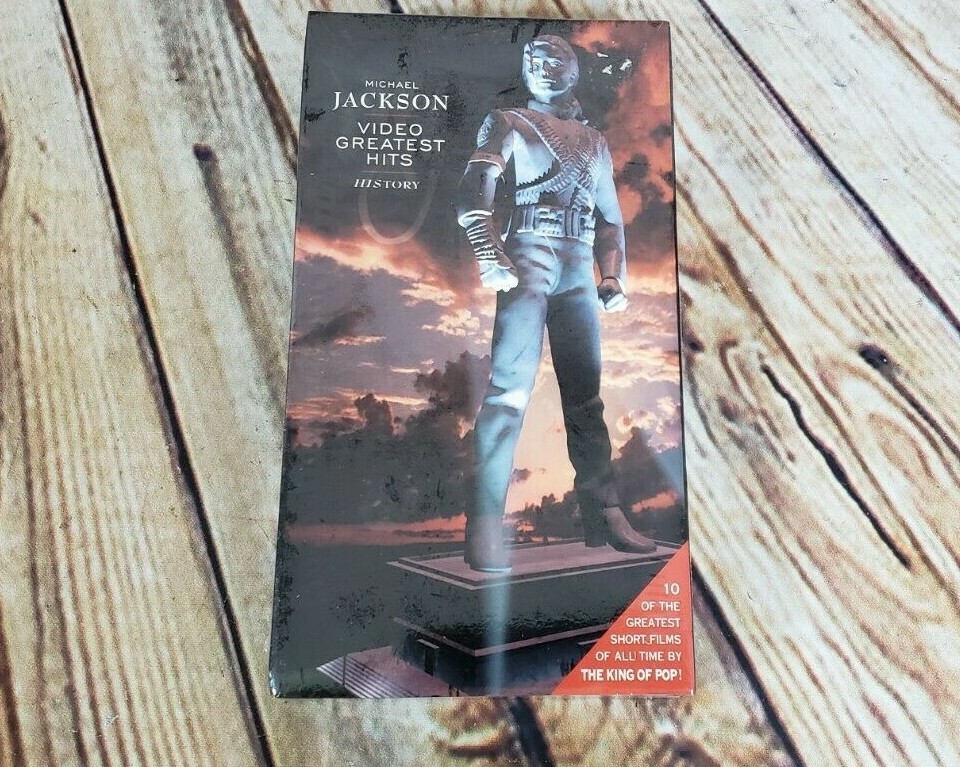 MICHAEL
JACKSON
VIDEO
GREATEST
HITS
HISTORY
10
OF THE
GREATEST
SHORT FILMS
OF ALL TIME BY
THE KING OF POP!